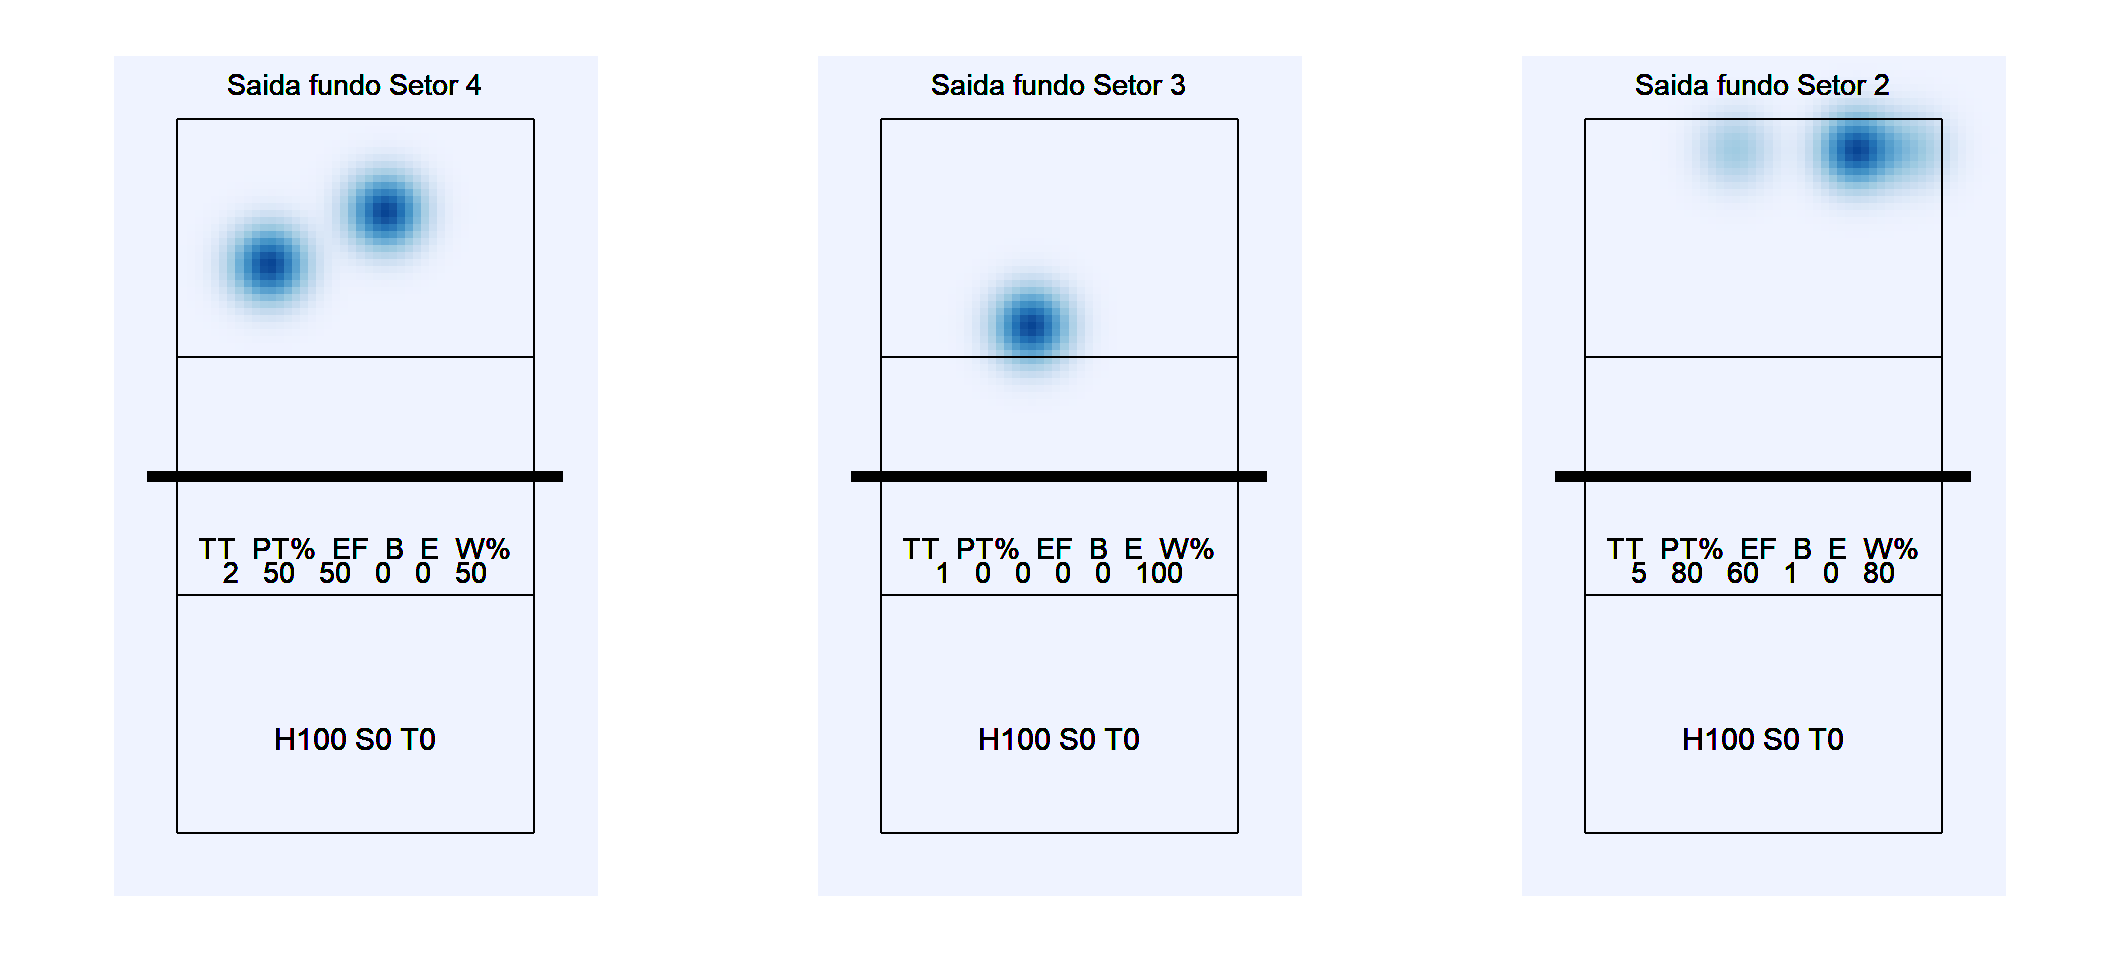 Saida fundo Setor 4
TT PT% EF B E W%
2 50 50 0 0 50
H100 S0 T0
Saida fundo Setor 3
TT PT% EF B E W%
1 0 0 0 0 100
H100 S0 T0
Saida fundo Setor 2
TT PT% EF B E W%
5 80 60 1 0 80
H100 S0 T0